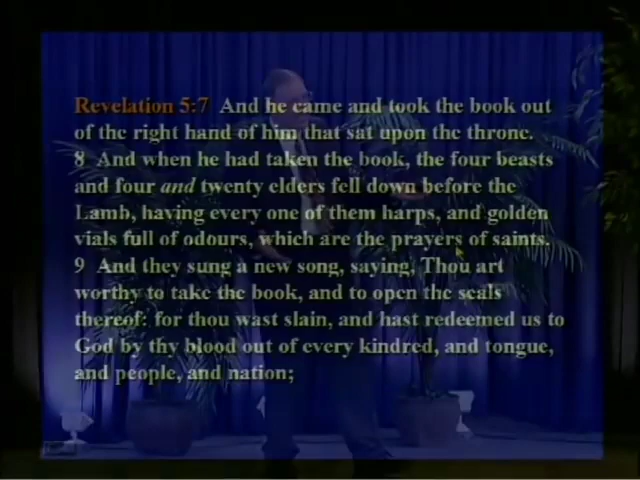 Revelation 5:7 And he came and took the book out
of the right hand of him that sat upon the throne.
8 And when he had taken the book, the four beasts
and four and twenty elders fell down before the
Lamb, having every one of them harps, and golden
vials full of odours, which are the prayers of saints.
9 And they sung a new song, saying, Thou art
worthy to take the book, and to open the seals
thereof: for thou wast slain, and hast redeemed us to
God by thy blood out of every kindred, and tongue,
and people, and nation;